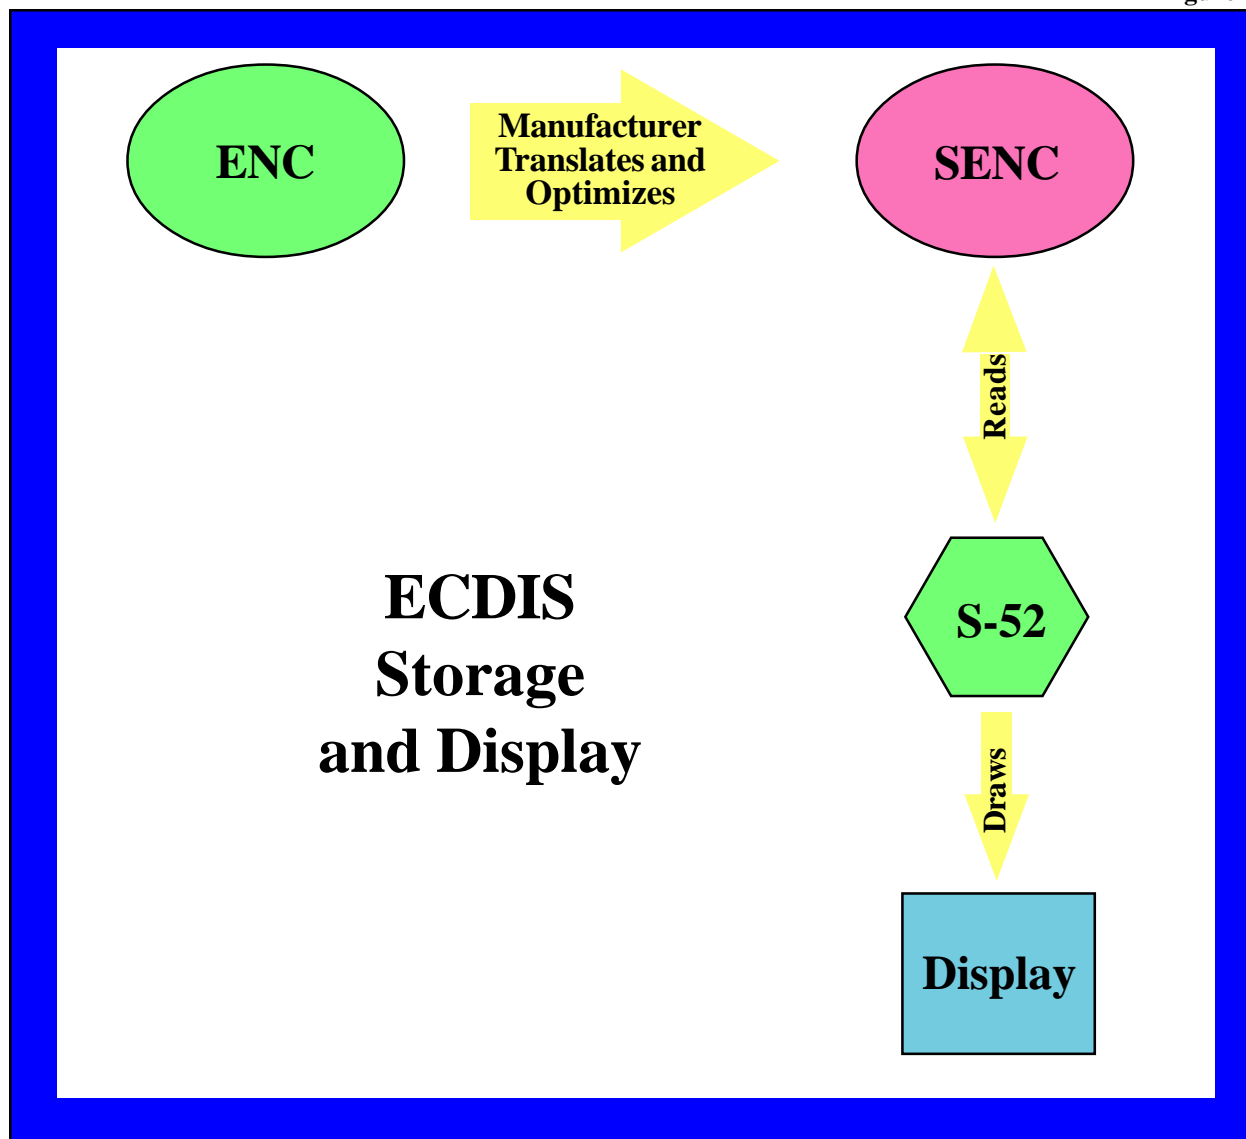 ENC
Manufacturer
Translates and
Optimizes
SENC
Reads
ECDIS
Storage
and Display
S-52
Draws
Display